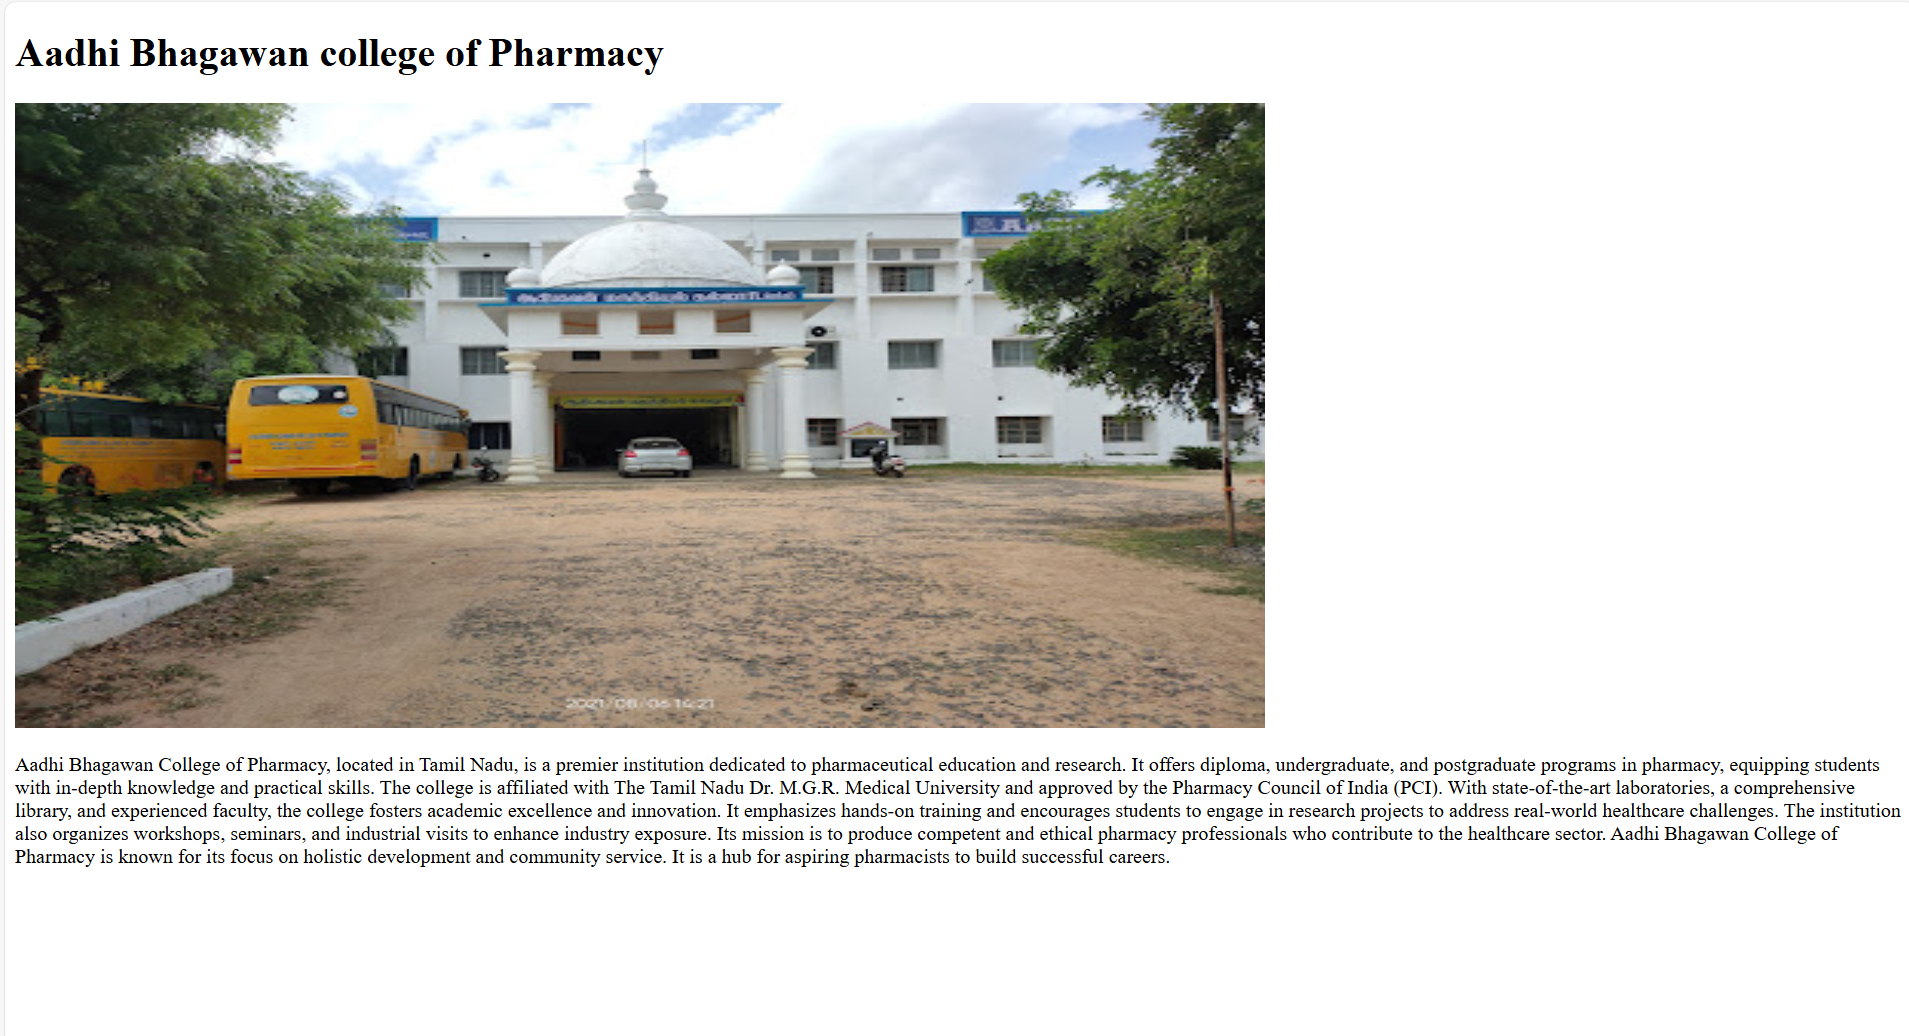 Aadhi Bhagawan college of Pharmacy
2021/08/06 14:21
Aadhi Bhagawan College of Pharmacy, located in Tamil Nadu, is a premier institution dedicated to pharmaceutical education and research. It offers diploma, undergraduate, and postgraduate programs in pharmacy, equipping students
with in-depth knowledge and practical skills. The college is affiliated with The Tamil Nadu Dr. M.G.R. Medical University and approved by the Pharmacy Council of India (PCI). With state-of-the-art laboratories, a comprehensive
library, and experienced faculty, the college fosters academic excellence and innovation. It emphasizes hands-on training and encourages students to engage in research projects to address real-world healthcare challenges. The institution
also organizes workshops, seminars, and industrial visits to enhance industry exposure. Its mission is to produce competent and ethical pharmacy professionals who contribute to the healthcare sector. Aadhi Bhagawan College of
Pharmacy is known for its focus on holistic development and community service. It is a hub for aspiring pharmacists to build successful careers.